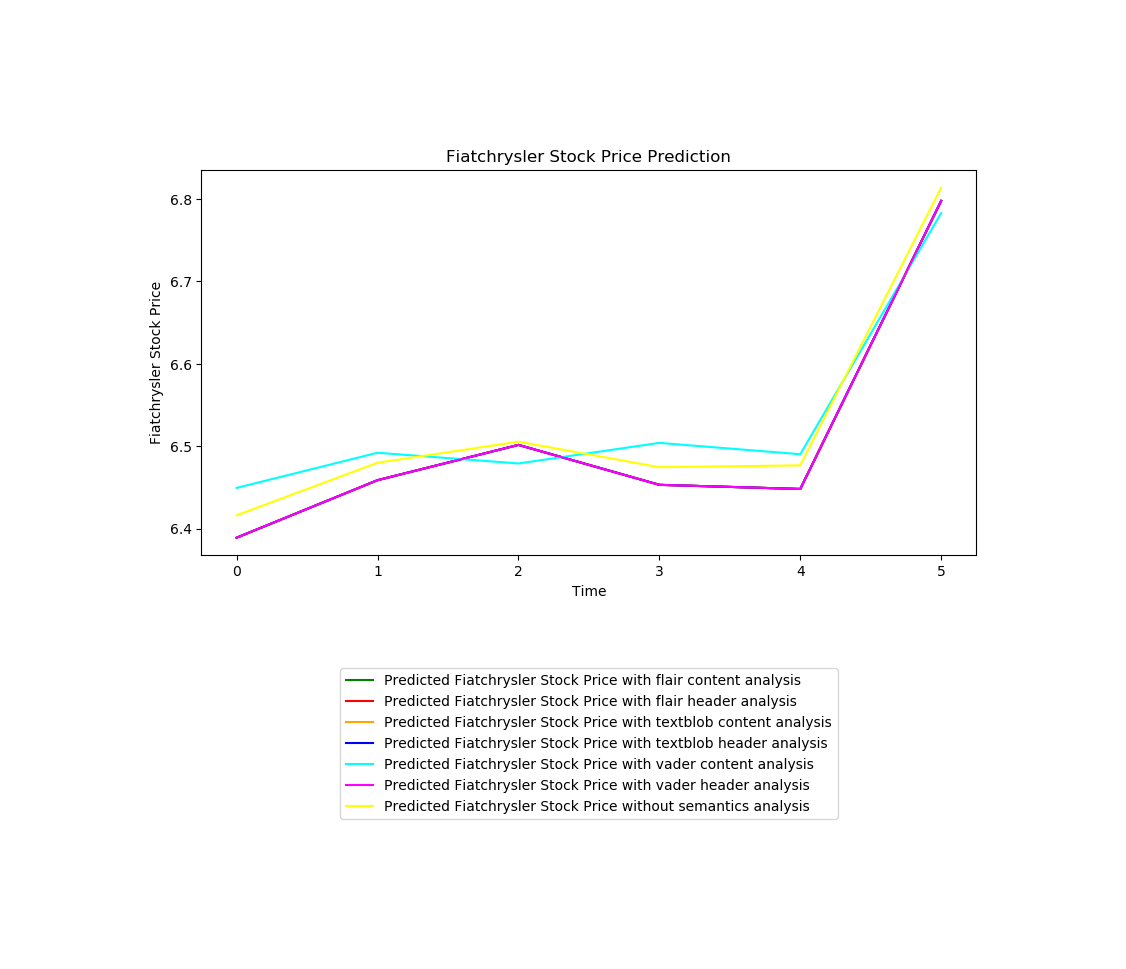 Fiatchrysler Stock Price Prediction
Fiatchrysler Stock Price
6.8
6.7
6.6
6.5
6.4
0 1 2 3 4 5
Time
Predicted Fiatchrysler Stock Price with flair content analysis
Predicted Fiatchrysler Stock Price with flair header analysis
Predicted Fiatchrysler Stock Price with textblob content analysis
Predicted Fiatchrysler Stock Price with textblob header analysis
Predicted Fiatchrysler Stock Price with vader content analysis
Predicted Fiatchrysler Stock Price with vader header analysis
Predicted Fiatchrysler Stock Price without semantics analysis